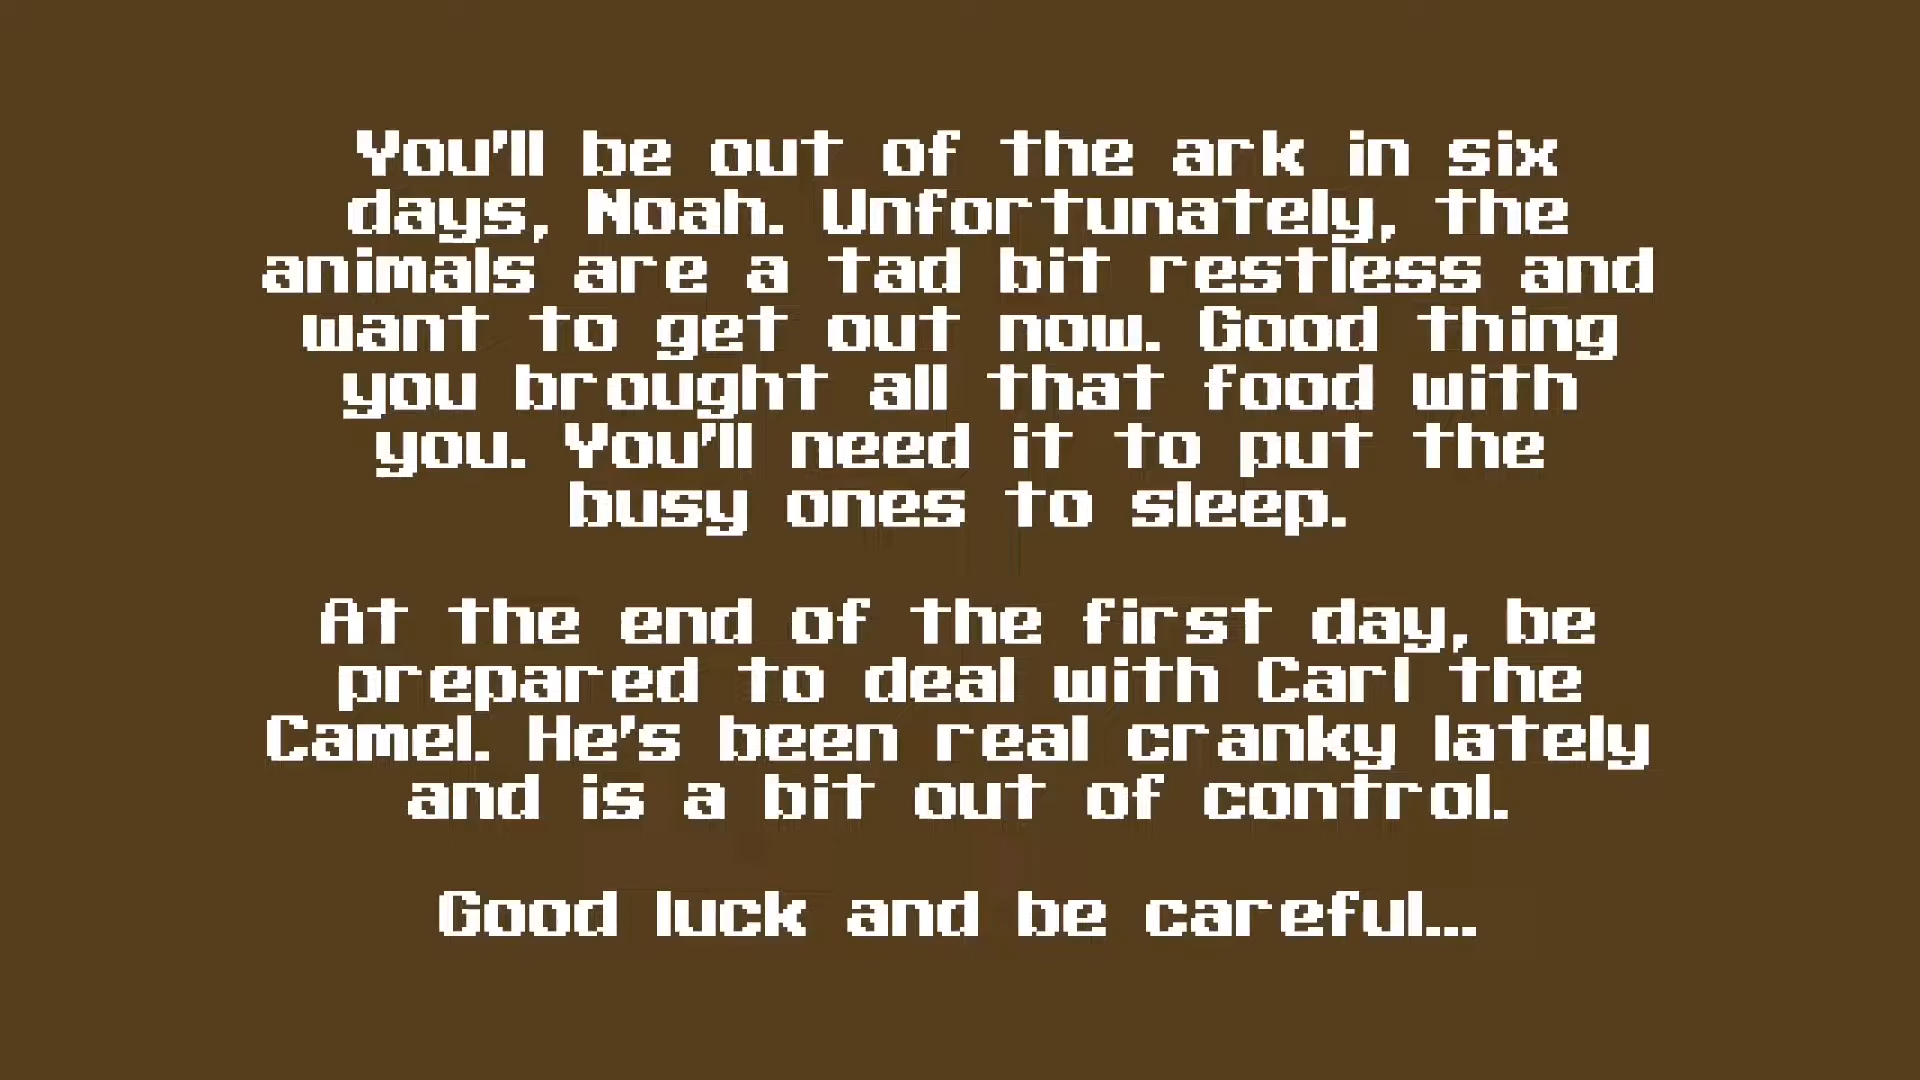 You'll be out of the ark in six
days, Noah. Unfortunately, the
animals are a tad bit restless and
want to get out now. Good thing
you brought all that food with
you. You'll need it to put the
busy ones to sleep.
At the end of the first day, be
prepared to deal with Carl the
Camel. He's been real cranky lately
and is a bit out of control.
Good luck and be careful...